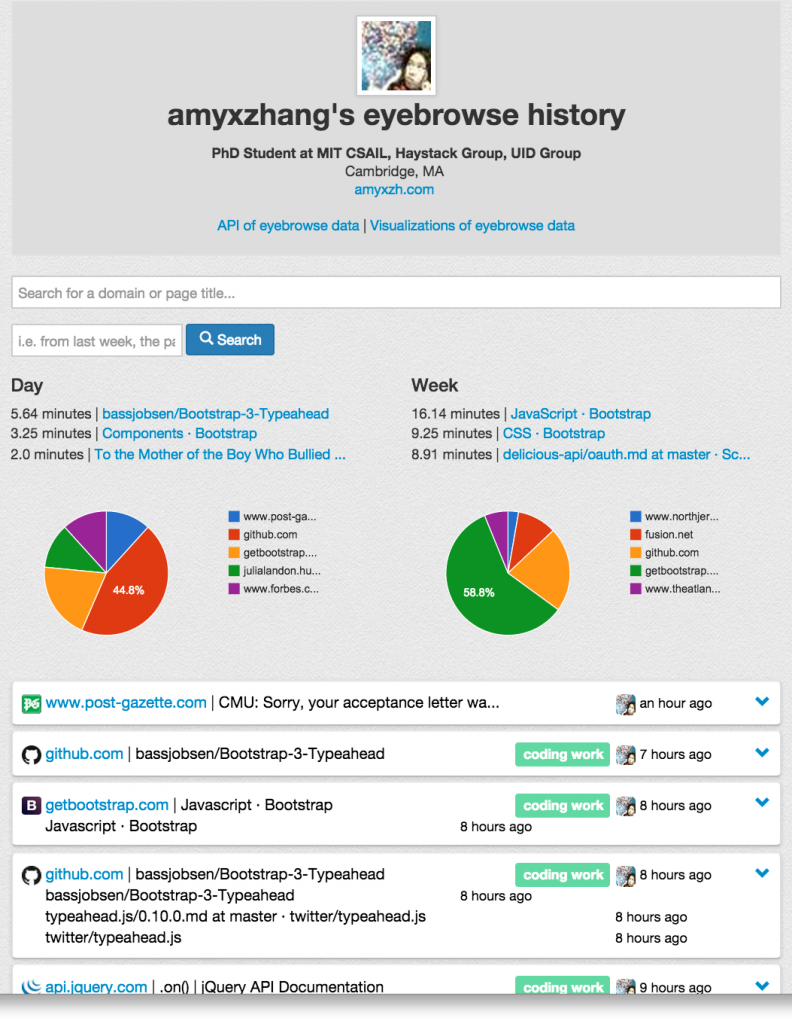 amyxzhang's eyebrowse history
PhD Student at MIT CSAIL, Haystack Group, UID Group
Cambridge, MA
amyxzh.com
API of eyebrowse data | Visualizations of eyebrowse data
Search for a domain or page title...
i.e. from last week, the pa
Search
Day
5.64 minutes | bassjobsen/Bootstrap-3-Typeahead
3.25 minutes | Components · Bootstrap
2.0 minutes | To the Mother of the Boy Who Bullied ...
Week
16.14 minutes | JavaScript · Bootstrap
9.25 minutes | CSS · Bootstrap
8.91 minutes | delicious-api/oauth.md at master · Sc...
44.8%
www.post-ga...
github.com
getbootstrap....
julialandon.hu...
www.forbes.c...
58.8%
www.northjer...
fusion.net
github.com
getbootstrap....
www.theatlan...
PG www.post-gazette.com | CMU: Sorry, your acceptance letter wa... an hour ago
github.com | bassjobsen/Bootstrap-3-Typeahead coding work 7 hours ago
B getbootstrap.com | Javascript · Bootstrap coding work 8 hours ago
Javascript · Bootstrap 8 hours ago
github.com | bassjobsen/Bootstrap-3-Typeahead coding work 8 hours ago
bassjobsen/Bootstrap-3-Typeahead 8 hours ago
typeahead.js/0.10.0.md at master · twitter/typeahead.js 8 hours ago
twitter/typeahead.js 8 hours ago
api.jquery.com | .on() | jQuery API Documentation coding work 9 hours ago